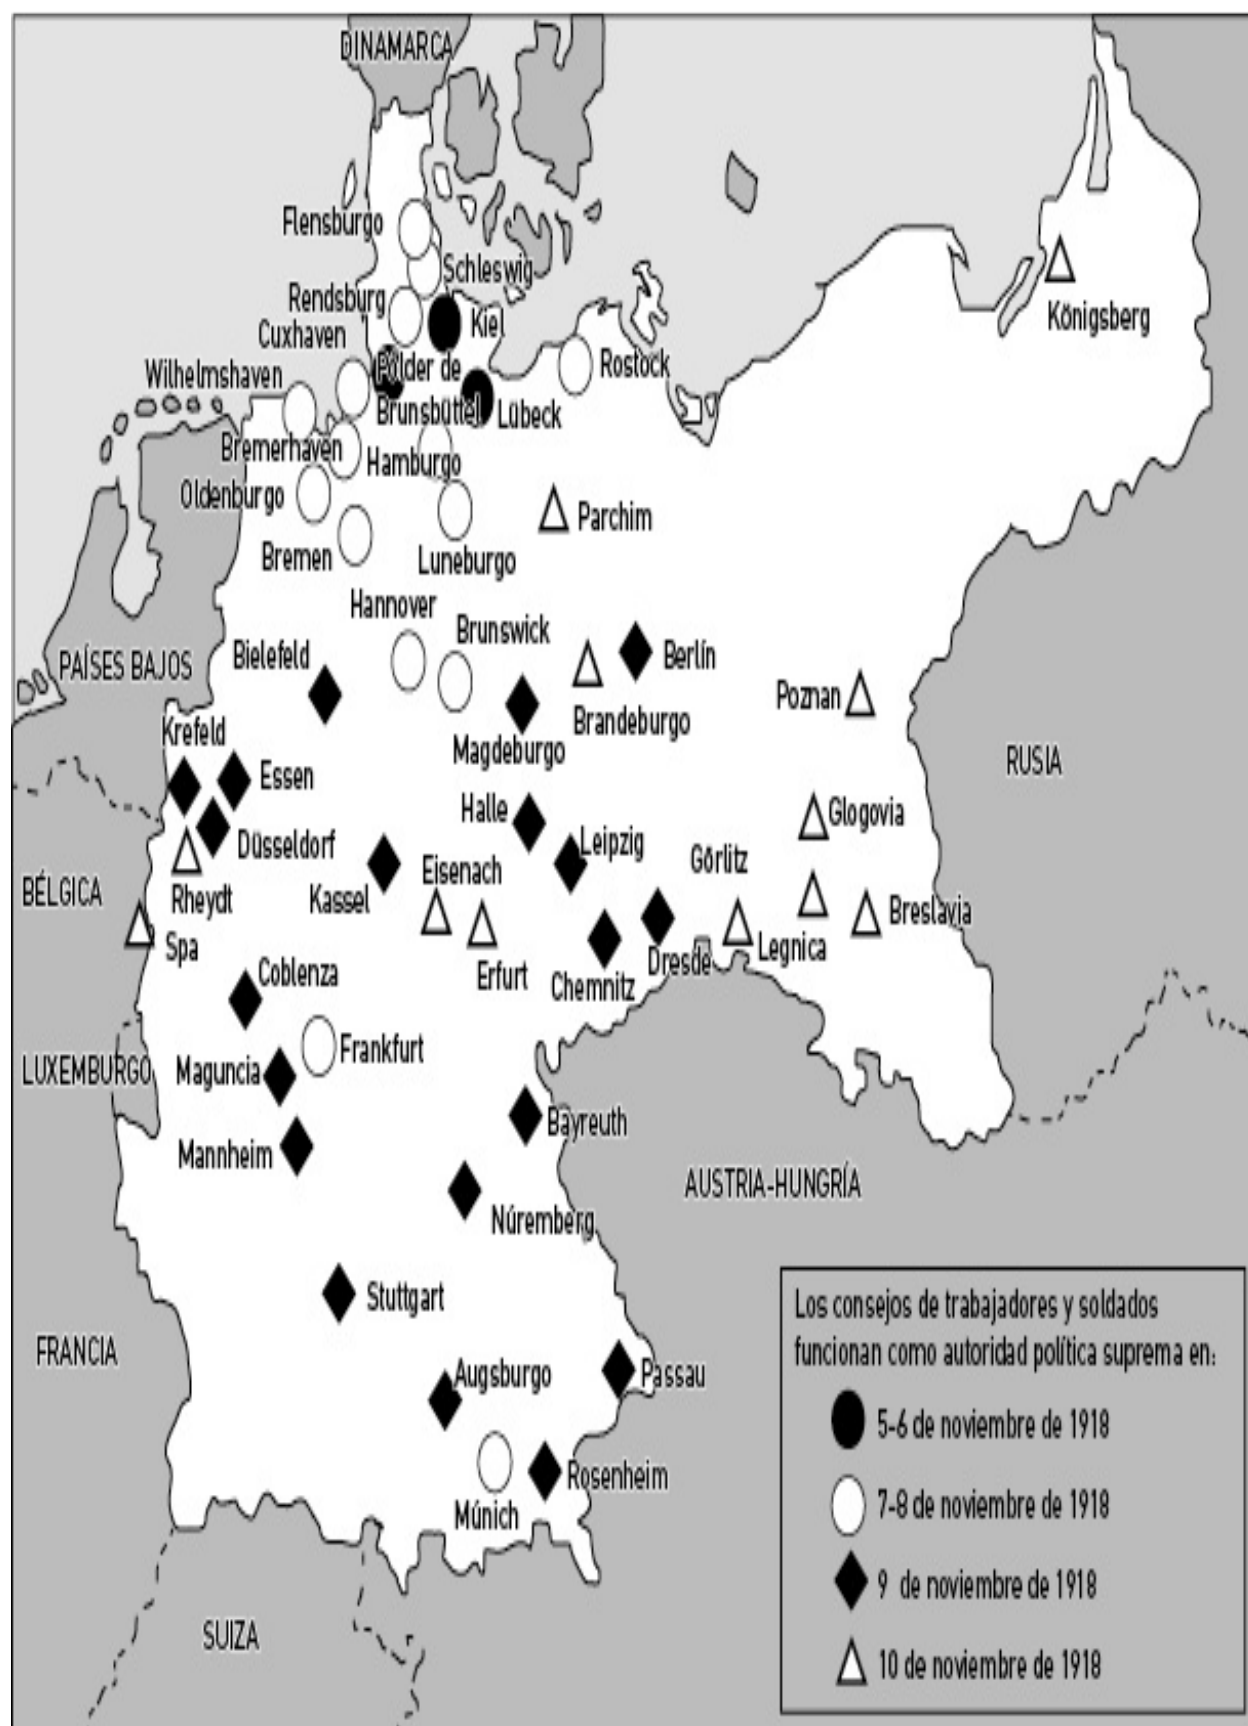 DINAMARCA
Flensburgo
Schleswig
Rendsburg
Kiel
Cuxhaven
Polder de
Brunsbüttel
Rostock
Wilhelmshaven
Lübeck
Bremerhaven
Hamburgo
Oldenburgo
Bremen
Luneburgo
Parchim
Königsberg
Hannover
Brunswick
Bielefeld
Berlín
PAÍSES BAJOS
Brandeburgo
Poznan
Krefeld
Magdeburgo
RUSIA
Essen
Halle
Glogovia
Düsseldorf
Leipzig
Görlitz
BÉLGICA
Rheydt
Kassel
Eisenach
Breslavia
Spa
Erfurt
Chemnitz
Dresde
Legnica
Coblenza
LUXEMBURGO
Maguncia
Frankfurt
Mannheim
Bayreuth
AUSTRIA-HUNGRÍA
Núremberg
Stuttgart
FRANCIA
Augsburgo
Passau
Múnich
Rosenheim
SUIZA
Los consejos de trabajadores y soldados
funcionan como autoridad política suprema en:
5-6 de noviembre de 1918
7-8 de noviembre de 1918
9 de noviembre de 1918
10 de noviembre de 1918